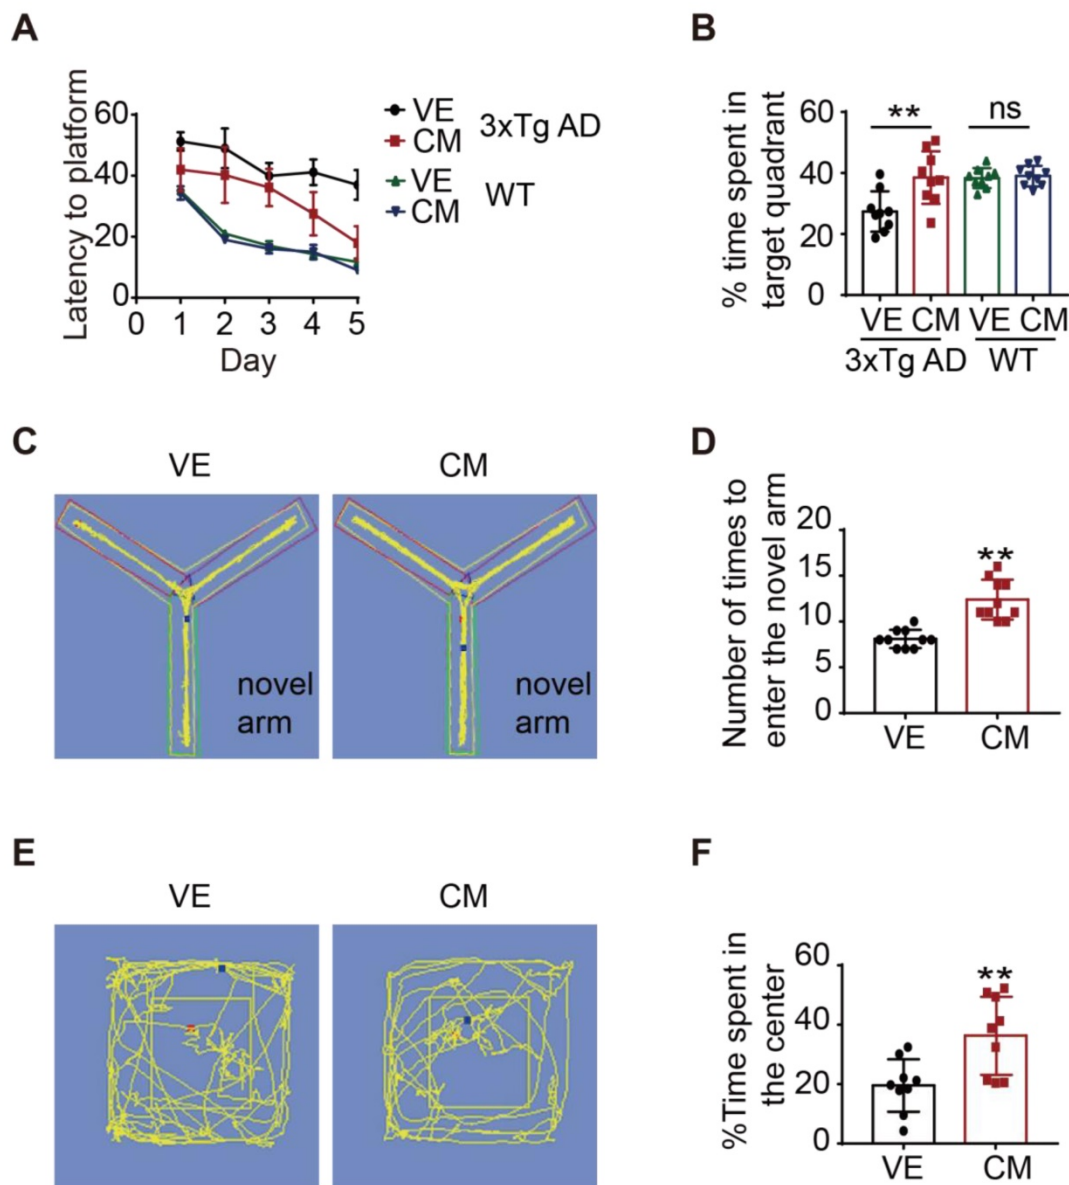 A
Latency to platform
60
40
20
0
0 1 2 3 4 5
Day
VE
CM
3xTg AD
VE
CM
WT
B
% time spent in
target quadrant
60
40
20
0
** ns
VE CM VE CM
3xTg AD WT
C
VE CM
novel
arm
novel
arm
D
Number of times to
enter the novel arm
20
15
10
5
0
**
VE CM
E
VE CM
F
%Time spent in
the center
60
40
20
0
**
VE CM